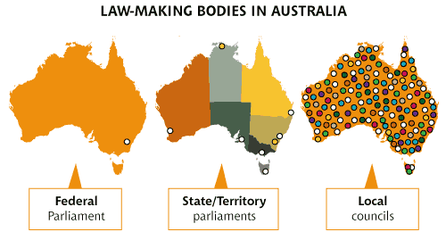 LAW-MAKING BODIES IN AUSTRALIA
Federal
Parliament
State/Territory
parliaments
Local
councils